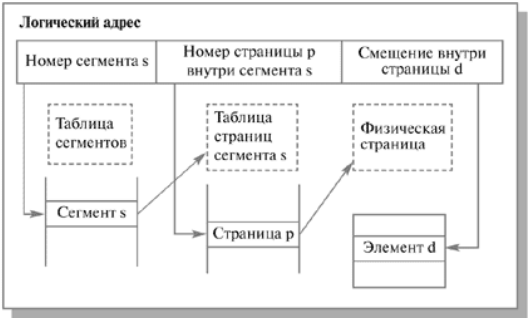 Логический адрес
Номер сегмента s
Номер страницы р
внутри сегмента s
Смещение внутри
страницы d
Таблица
сегментов
Таблица
страниц
сегмента s
Физическая
страница
Сегмент s
Страница р
Элемент d